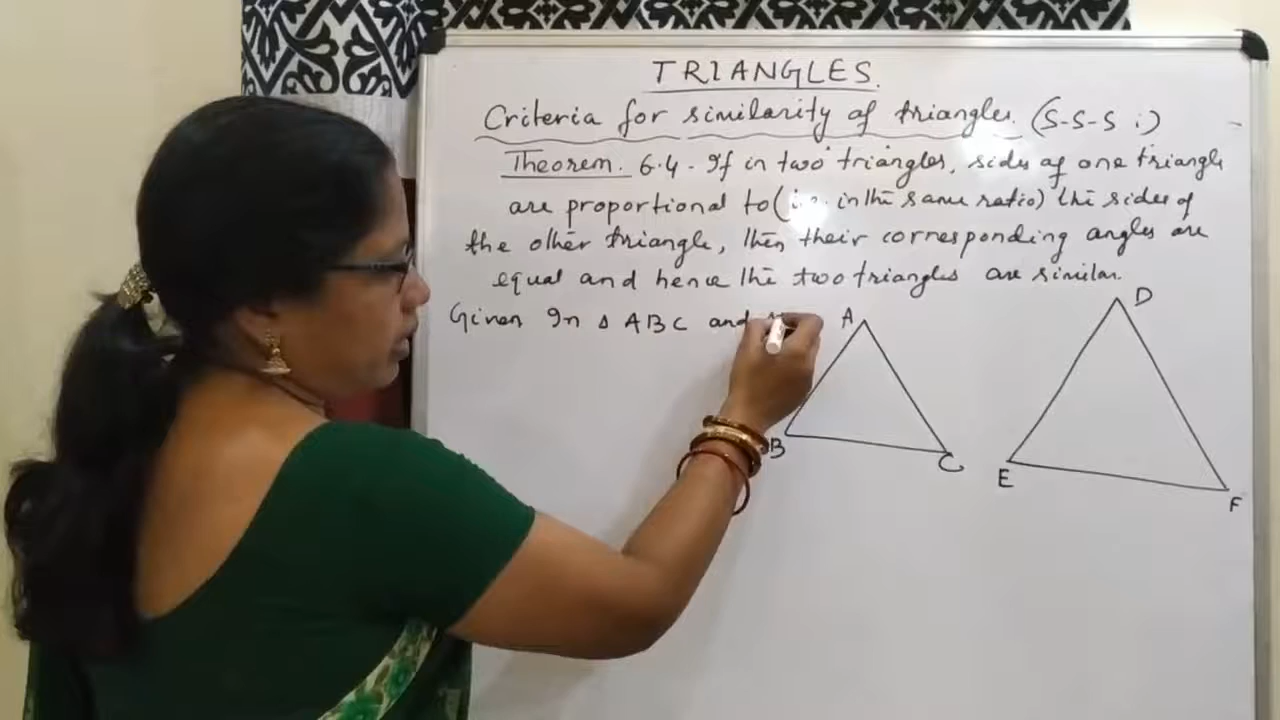 TRIANGLES.
Criteria for similarity of triangles. (S-S-S :)
Theorem. 6.4 - If in two triangles, sides of one triangle
are proportional to (i.e. in the same ratio) the sides of
the other triangle, then their corresponding angles are
equal and hence the two triangles are similar.
Given In △ ABC and
A
B
C
D
E
F